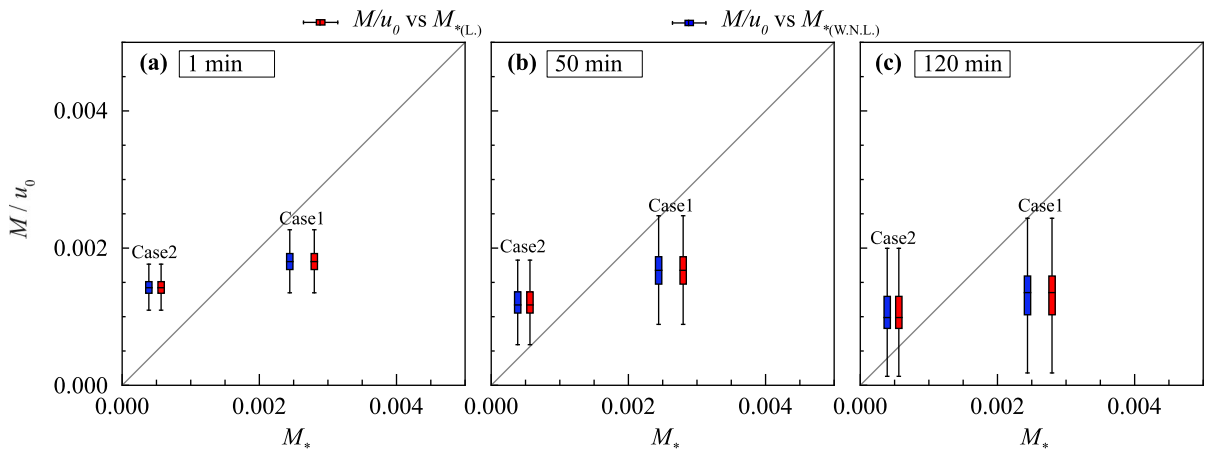 M/u₀ vs M*(L.) M/u₀ vs M*(W.N.L.)
(a) 1 min (b) 50 min (c) 120 min
0.004
Case1
Case1 Case1
Case2
Case2 Case2
0.002
M / u₀
0.000
0.000 0.002 0.004 0.000 0.002 0.004 0.000 0.002 0.004
M* M* M*